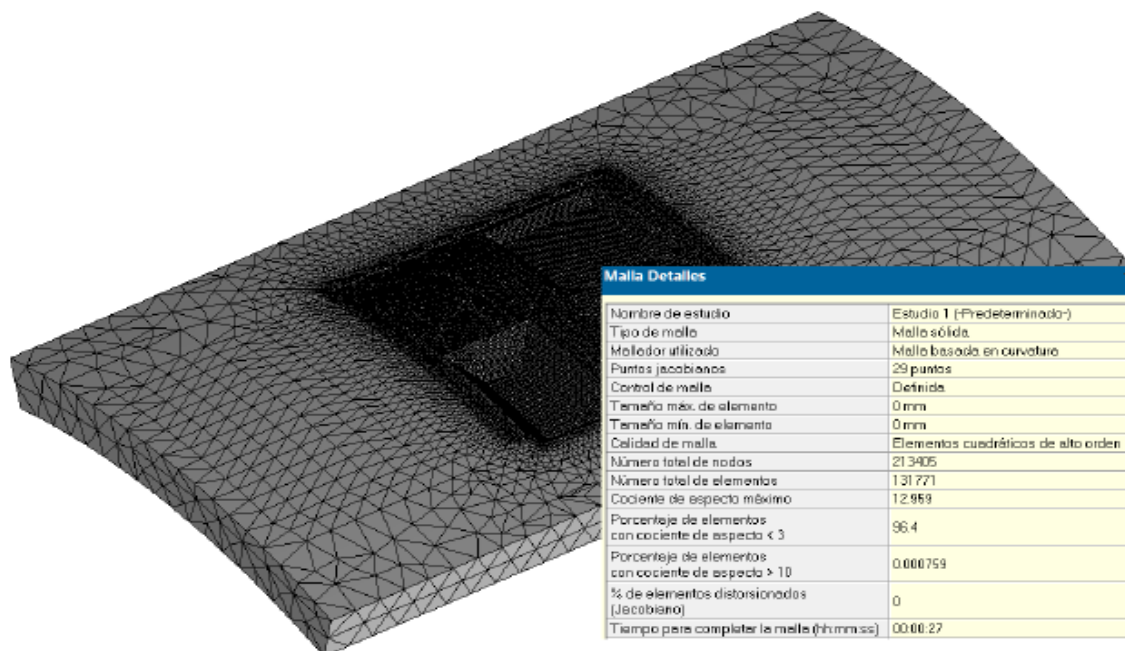 Malla Detalles
Nombre de estudio Estudio 1 (-Predeterminado-)
Tipo de malla Malla sólida
Mallador utilizado Malla basada en curvatura
Puntos jacobianos 29 puntos
Control de malla Definida
Tamaño máx. de elemento 0 mm
Tamaño mín. de elemento 0 mm
Calidad de malla Elementos cuadráticos de alto orden
Número total de nodos 213405
Número total de elementos 131771
Cociente de aspecto máximo 12.959
Porcentaje de elementos
con cociente de aspecto < 3 96.4
Porcentaje de elementos
con cociente de aspecto > 10 0.000759
% de elementos distorsionados
(Jacobiano) 0
Tiempo para completar la malla (hh:mm:ss) 00:00:27